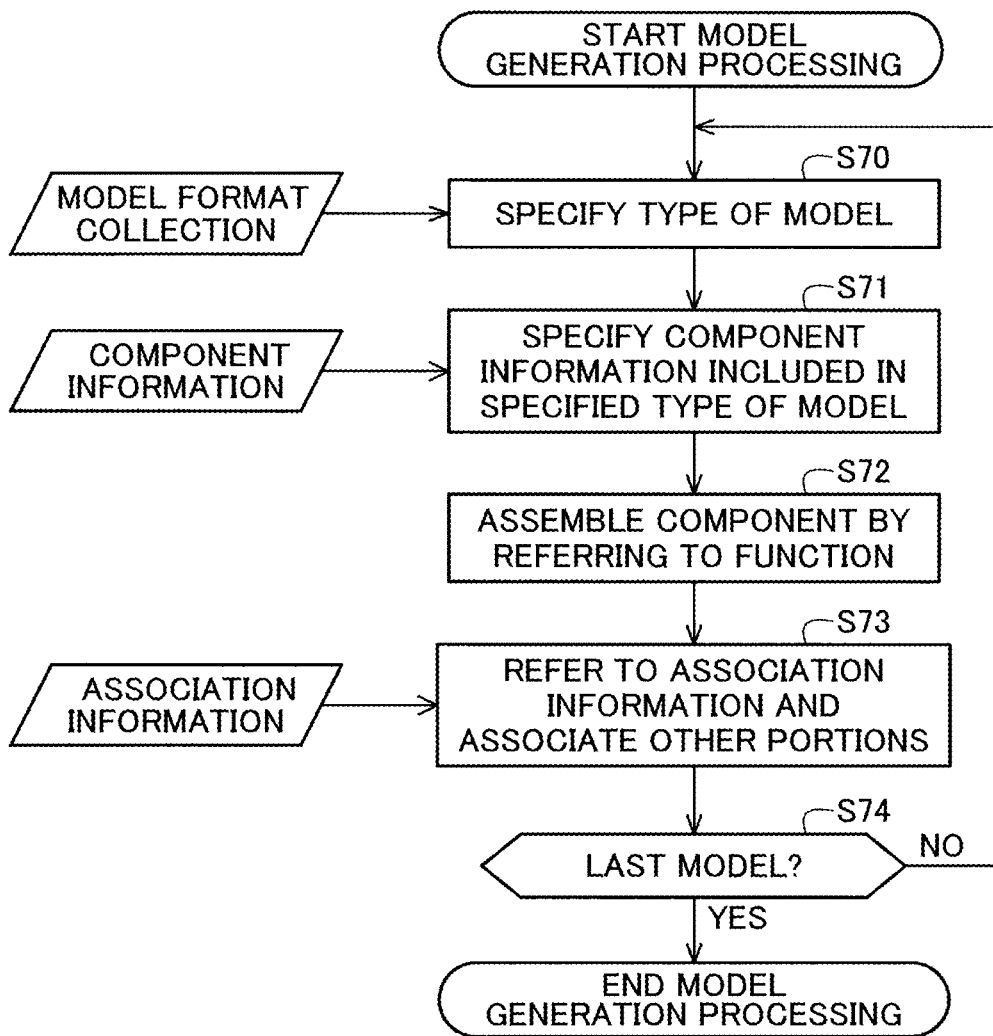 START MODEL
GENERATION PROCESSING
S70
MODEL FORMAT
COLLECTION
SPECIFY TYPE OF MODEL
S71
COMPONENT
INFORMATION
SPECIFY COMPONENT
INFORMATION INCLUDED IN
SPECIFIED TYPE OF MODEL
S72
ASSEMBLE COMPONENT BY
REFERRING TO FUNCTION
S73
ASSOCIATION
INFORMATION
REFER TO ASSOCIATION
INFORMATION AND
ASSOCIATE OTHER PORTIONS
S74
LAST MODEL?
NO
YES
END MODEL
GENERATION PROCESSING